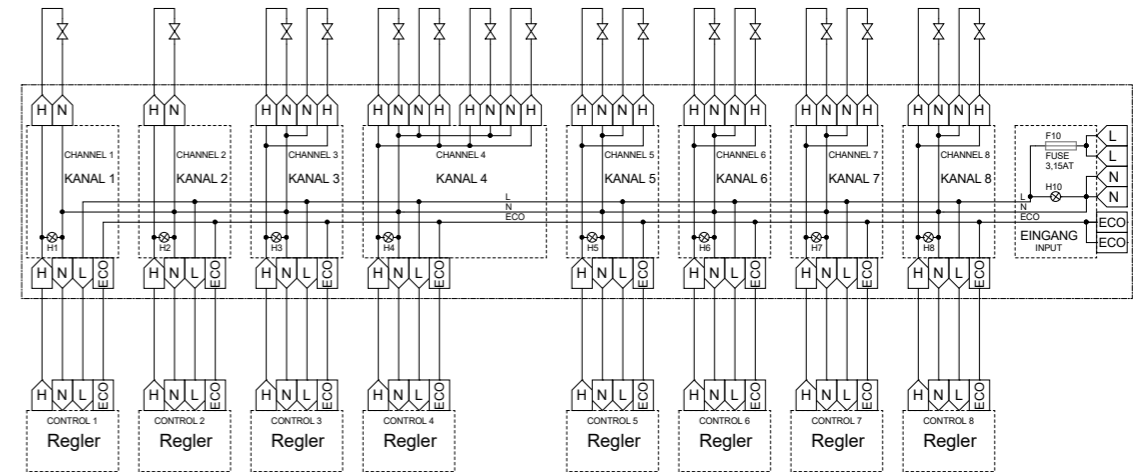 H N H N H N N H H N N H H N N H H N N H H N N H H N N H H N N H
CHANNEL 1 CHANNEL 2 CHANNEL 3 CHANNEL 4 CHANNEL 5 CHANNEL 6 CHANNEL 7 CHANNEL 8
KANAL 1 KANAL 2 KANAL 3 KANAL 4 KANAL 5 KANAL 6 KANAL 7 KANAL 8
F10
FUSE
3,15AT
H10
L
L
N
N
ECO
ECO
L L
N N
ECO ECO
EINGANG
INPUT
H1 H2 H3 H4 H5 H6 H7 H8
H N L ECO H N L ECO H N L ECO H N L ECO H N L ECO H N L ECO H N L ECO H N L ECO
H N L ECO H N L ECO H N L ECO H N L ECO H N L ECO H N L ECO H N L ECO H N L ECO
CONTROL 1 CONTROL 2 CONTROL 3 CONTROL 4 CONTROL 5 CONTROL 6 CONTROL 7 CONTROL 8
Regler Regler Regler Regler Regler Regler Regler Regler